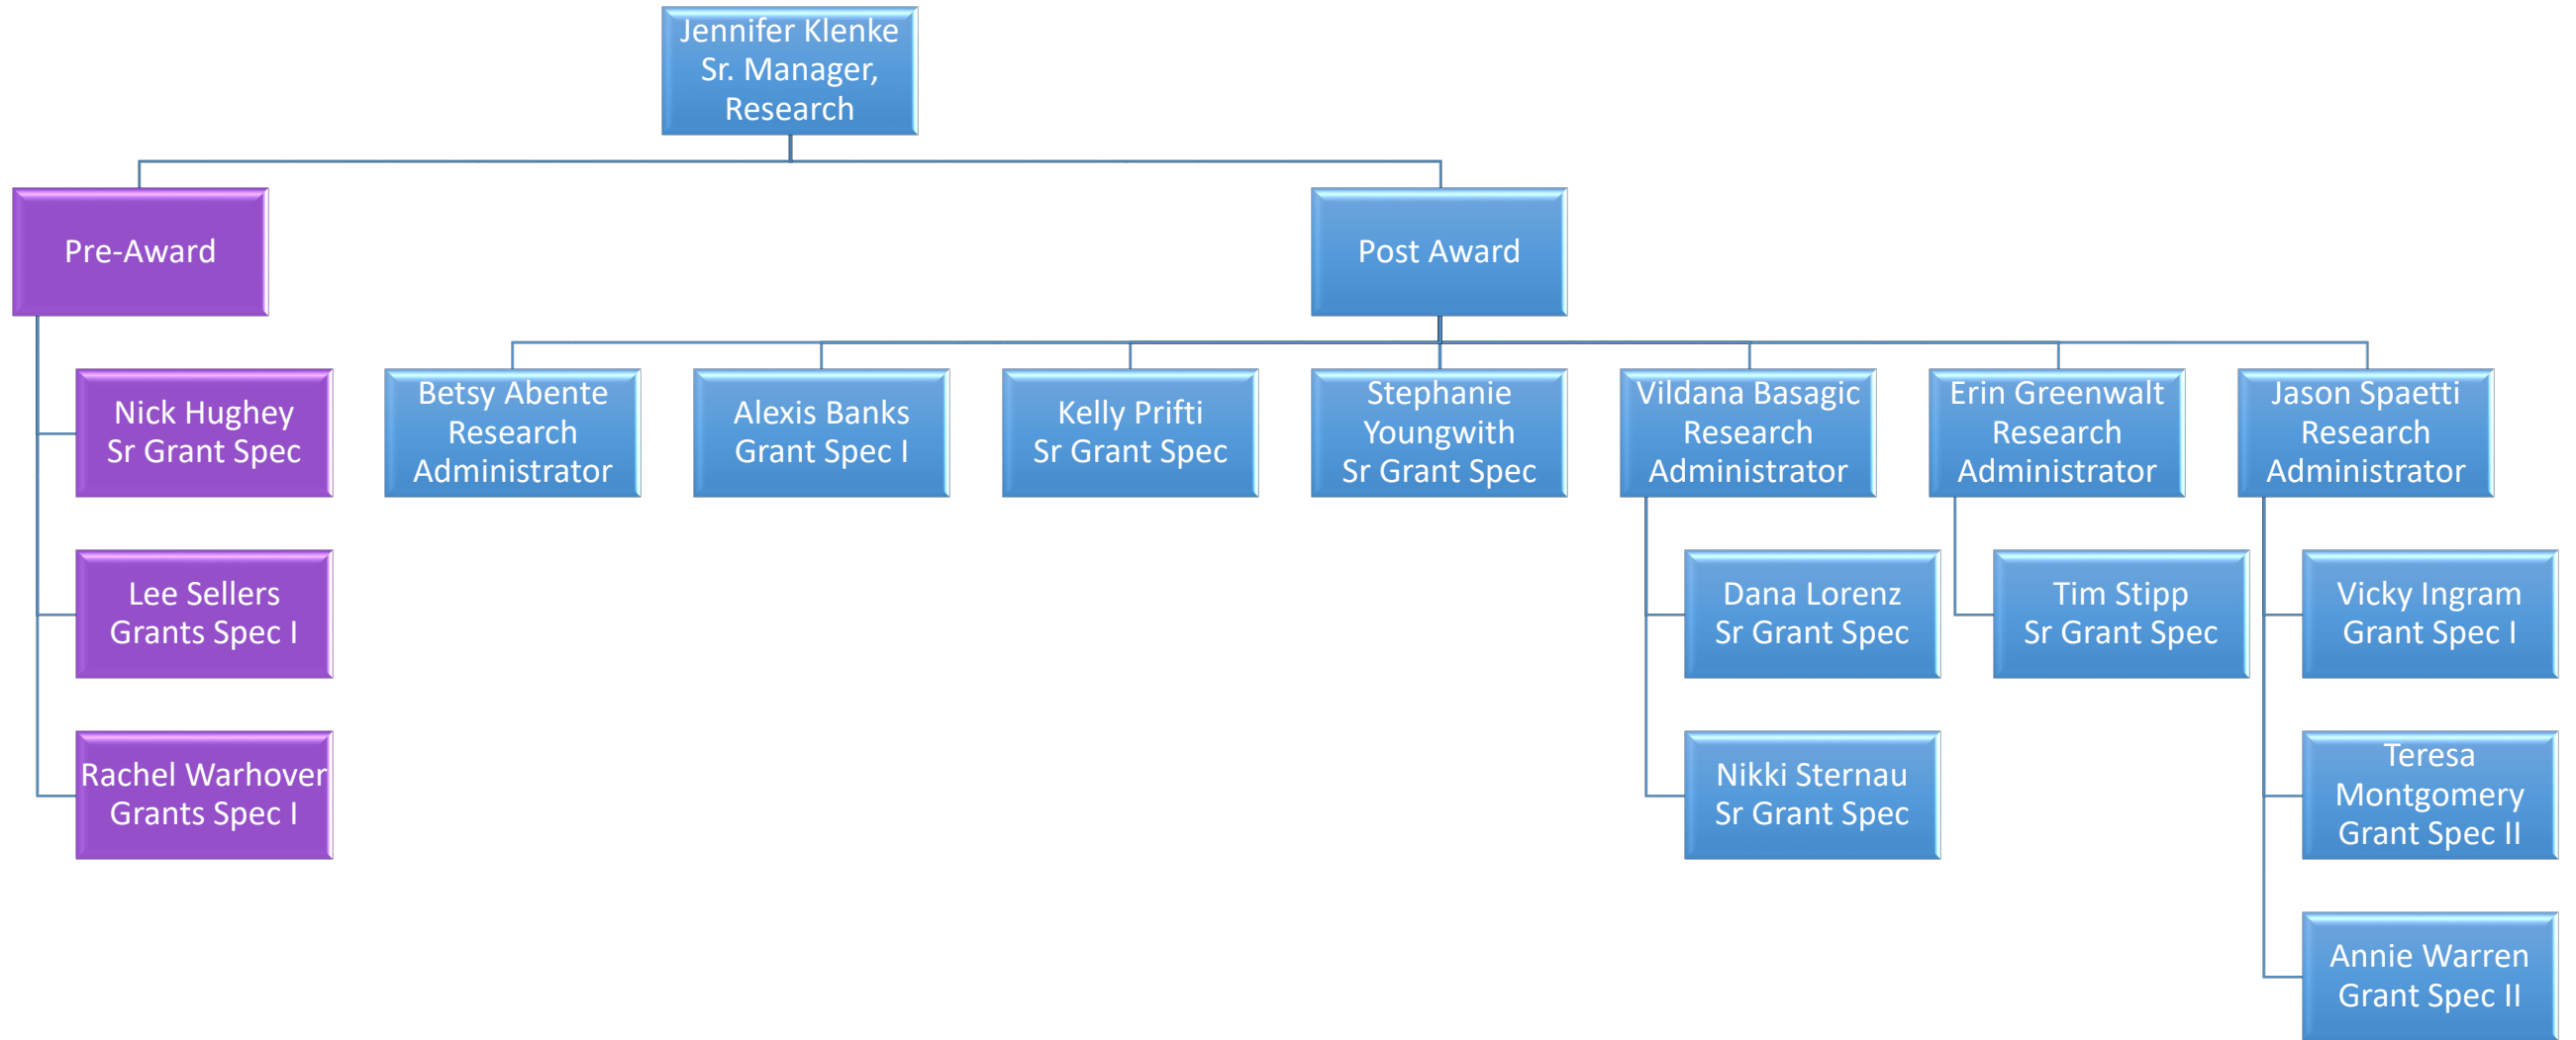 Jennifer Klenke
Sr. Manager,
Research
Pre-Award
Post Award
Nick Hughey
Sr Grant Spec
Betsy Abente
Research
Administrator
Alexis Banks
Grant Spec I
Kelly Prifti
Sr Grant Spec
Stephanie
Youngwith
Sr Grant Spec
Vildana Basagic
Research
Administrator
Erin Greenwalt
Research
Administrator
Jason Spaetti
Research
Administrator
Lee Sellers
Grants Spec I
Dana Lorenz
Sr Grant Spec
Tim Stipp
Sr Grant Spec
Vicky Ingram
Grant Spec I
Rachel Warhover
Grants Spec I
Nikki Sternau
Sr Grant Spec
Teresa
Montgomery
Grant Spec II
Annie Warren
Grant Spec II